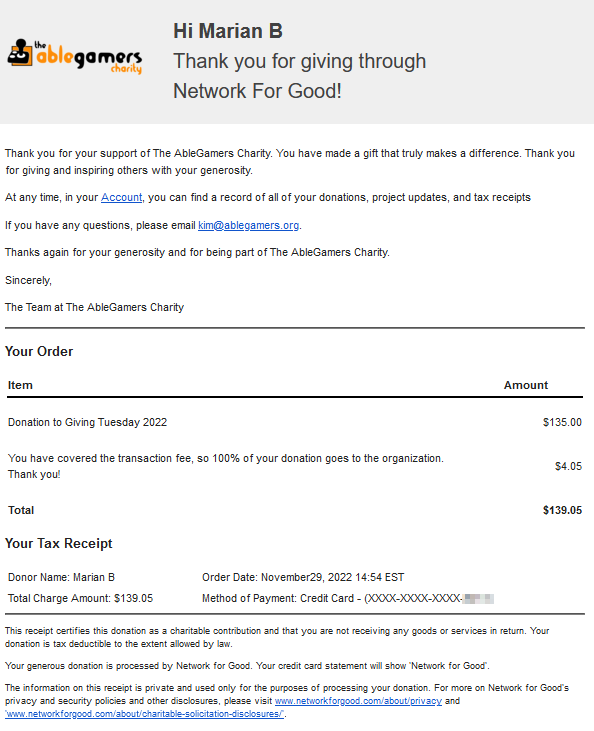 the
ablegamers
charity
Hi Marian B
Thank you for giving through
Network For Good!
Thank you for your support of The AbleGamers Charity. You have made a gift that truly makes a difference. Thank you
for giving and inspiring others with your generosity.
At any time, in your Account, you can find a record of all of your donations, project updates, and tax receipts
If you have any questions, please email kim@ablegamers.org.
Thanks again for your generosity and for being part of The AbleGamers Charity.
Sincerely,
The Team at The AbleGamers Charity
Your Order
Item Amount
Donation to Giving Tuesday 2022 $135.00
You have covered the transaction fee, so 100% of your donation goes to the organization.
Thank you! $4.05
Total $139.05
Your Tax Receipt
Donor Name: Marian B Order Date: November29, 2022 14:54 EST
Total Charge Amount: $139.05 Method of Payment: Credit Card - (XXXX-XXXX-XXXX-
This receipt certifies this donation as a charitable contribution and that you are not receiving any goods or services in return. Your
donation is tax deductible to the extent allowed by law.
Your generous donation is processed by Network for Good. Your credit card statement will show 'Network for Good'.
The information on this receipt is private and used only for the purposes of processing your donation. For more on Network for Good's
privacy and security policies and other disclosures, please visit www.networkforgood.com/about/privacy and
'www.networkforgood.com/about/charitable-solicitation-disclosures/'.